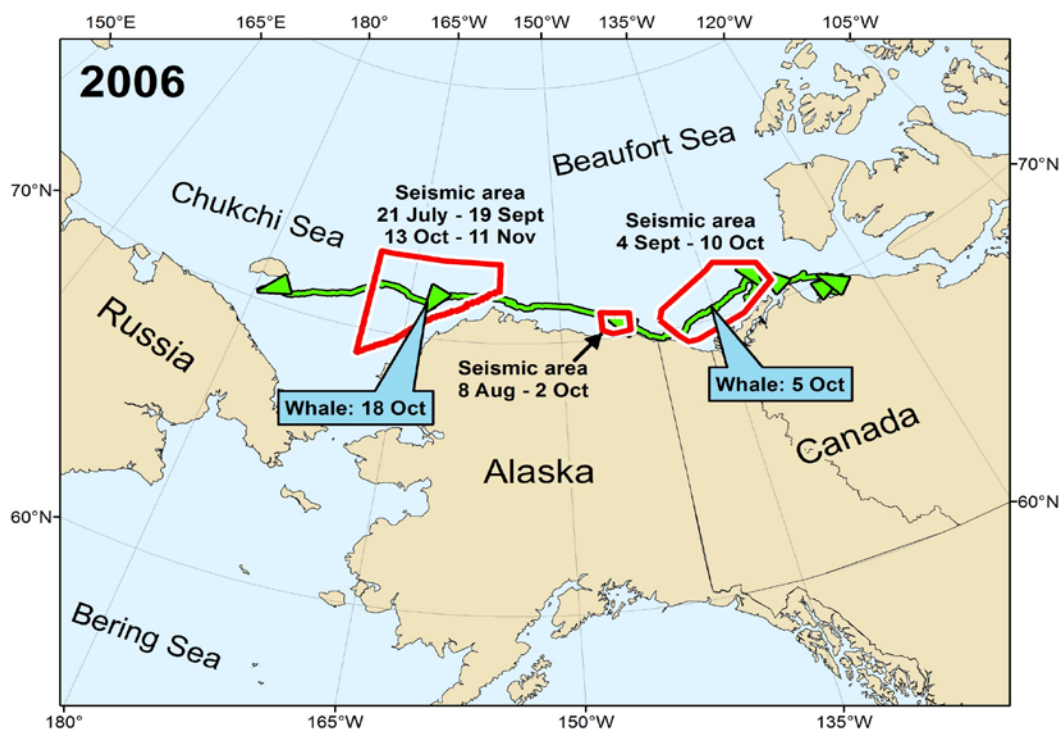 150°E 165°E 180° 165°W 150°W 135°W 120°W 105°W
2006
Beaufort Sea
70°N
70°N
Chukchi Sea
Seismic area
21 July - 19 Sept
13 Oct - 11 Nov
Seismic area
4 Sept - 10 Oct
Russia
Seismic area
8 Aug - 2 Oct
Whale: 18 Oct
Whale: 5 Oct
Canada
Alaska
60°N
60°N
Bering Sea
180° 165°W 150°W 135°W